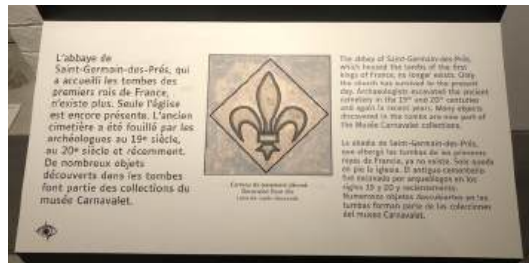 L'abbaye de
Saint-Germain-des-Prés, qui
a accueilli les tombes des
premiers rois de France,
n'existe plus. Seule l'église
est encore présente. L'ancien
cimetière a été fouillé par les
archéologues au 19e siècle,
au 20e siècle et récemment.
De nombreux objets
découverts dans les tombes
font partie des collections du
musée Carnavalet.
Carreau de pavement décoré
Decorated floor tile
The abbey of Saint-Germain-des-Prés,
which housed the tombs of the first
kings of France, no longer exists. Only
the church has survived to the present
day. Archaeologists excavated the ancient
cemetery in the 19th and 20th centuries
and again in recent years. Many objects
discovered in the tombs are now part of
the Musée Carnavalet collections.
La abadía de Saint-Germain-des-Prés,
que albergó las tumbas de los primeros
reyes de Francia, ya no existe. Solo queda
en pie la iglesia. El antiguo cementerio
fue excavado por arqueólogos en los
siglos 19 y 20 y recientemente.
Numerosos objetos descubiertos en las
tumbas forman parte de las colecciones
del museo Carnavalet.